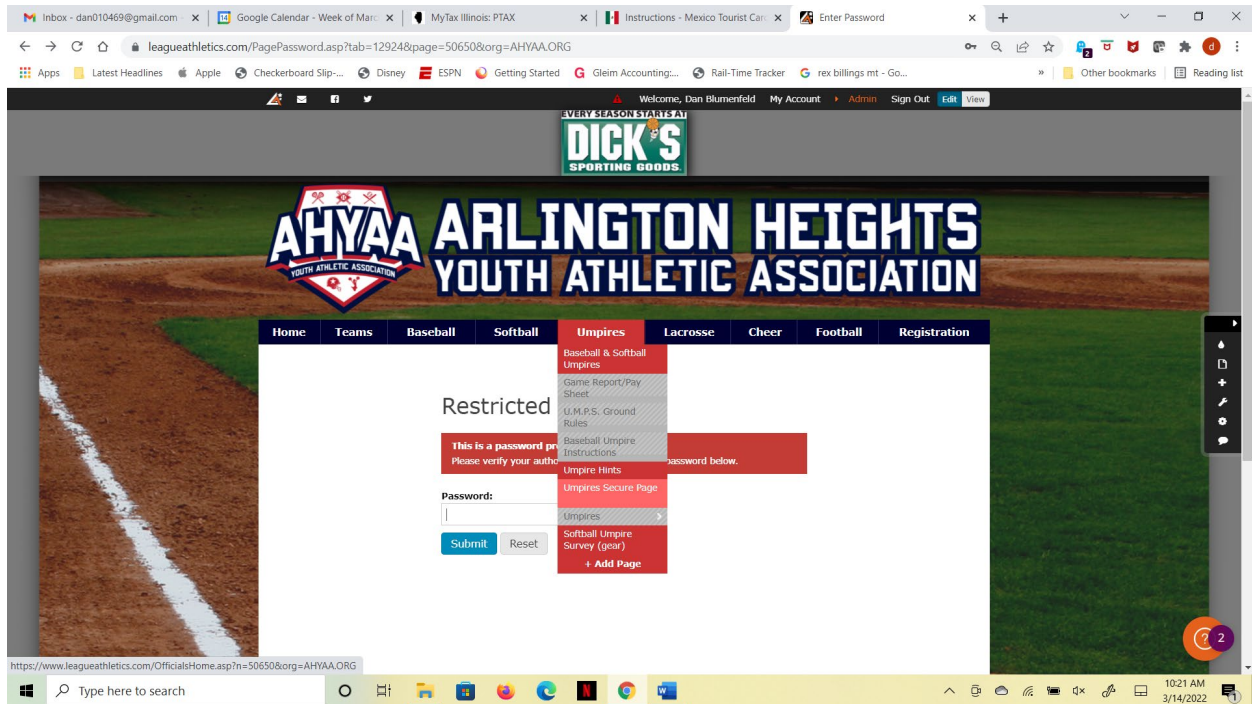 Inbox - dan010469@gmail.com
Google Calendar - Week of Marc
MyTax Illinois: PTAX
Instructions - Mexico Tourist Car
Enter Password
leagueathletics.com/PagePassword.asp?tab=12924&page=50650&org=AHYAA.ORG
Apps
Latest Headlines
Apple
Checkerboard Slip-...
Disney
ESPN
Getting Started
Gleim Accounting:...
Rail-Time Tracker
rex billings mt - Go...
»
Other bookmarks
Reading list
Welcome, Dan Blumenfeld My Account Admin Sign Out Edit View
EVERY SEASON STARTS AT
DICK'S
SPORTING GOODS.
AHYAA
YOUTH ATHLETIC ASSOCIATION
ARLINGTON HEIGHTS
YOUTH ATHLETIC ASSOCIATION
Home Teams Baseball Softball Umpires Lacrosse Cheer Football Registration
Baseball & Softball
Umpires
Game Report/Pay
Sheet
U.M.P.S. Ground
Rules
Baseball Umpire
Instructions
Umpire Hints
Umpires Secure Page
Umpires
Softball Umpire
Survey (gear)
+ Add Page
Restricted
This is a password pr
Please verify your autho password below.
Password:
Submit Reset
2
https://www.leagueathletics.com/OfficialsHome.asp?n=50650&org=AHYAA.ORG
Type here to search
10:21 AM
3/14/2022